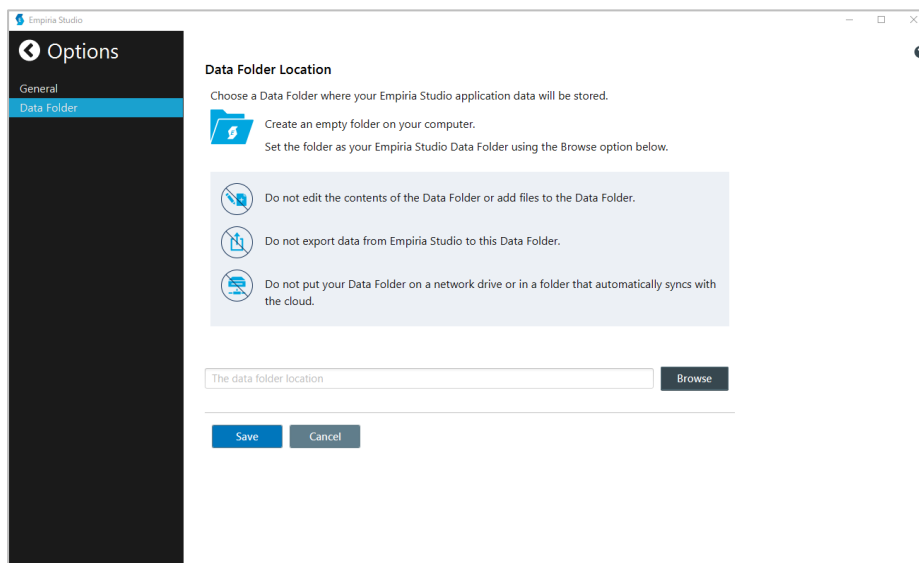 Empiria Studio
Options
General
Data Folder
Data Folder Location
Choose a Data Folder where your Empiria Studio application data will be stored.
Create an empty folder on your computer.
Set the folder as your Empiria Studio Data Folder using the Browse option below.
Do not edit the contents of the Data Folder or add files to the Data Folder.
Do not export data from Empiria Studio to this Data Folder.
Do not put your Data Folder on a network drive or in a folder that automatically syncs with
the cloud.
The data folder location
Browse
Save
Cancel